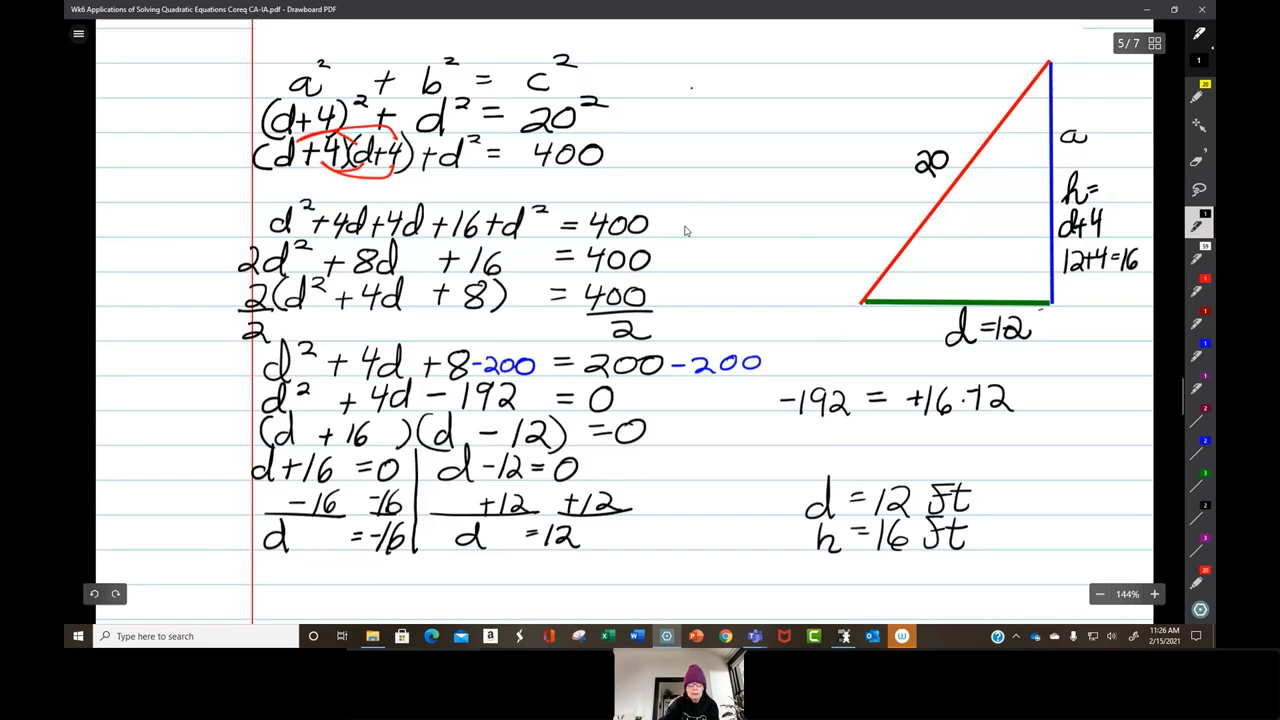 Wk6 Applications of Solving Quadratic Equations Coreq CA-IA.pdf - Drawboard PDF
5/7
a² + b² = c²
(d+4)² + d² = 20²
(d+4)(d+4) + d² = 400
d² + 4d + 4d + 16 + d² = 400
2d² + 8d + 16 = 400
2(d² + 4d + 8) = 400
2 2
d² + 4d + 8 - 200 = 200 - 200
d² + 4d - 192 = 0
(d + 16 )(d - 12) = 0
d + 16 = 0 | d - 12 = 0
- 16 - 16 | + 12 + 12
d = -16 | d = 12
20
a
h =
d+4
12+4=16
d = 12
-192 = +16 · -12
d = 12 ft
h = 16 ft
144%
Type here to search
11:26 AM
2/15/2021